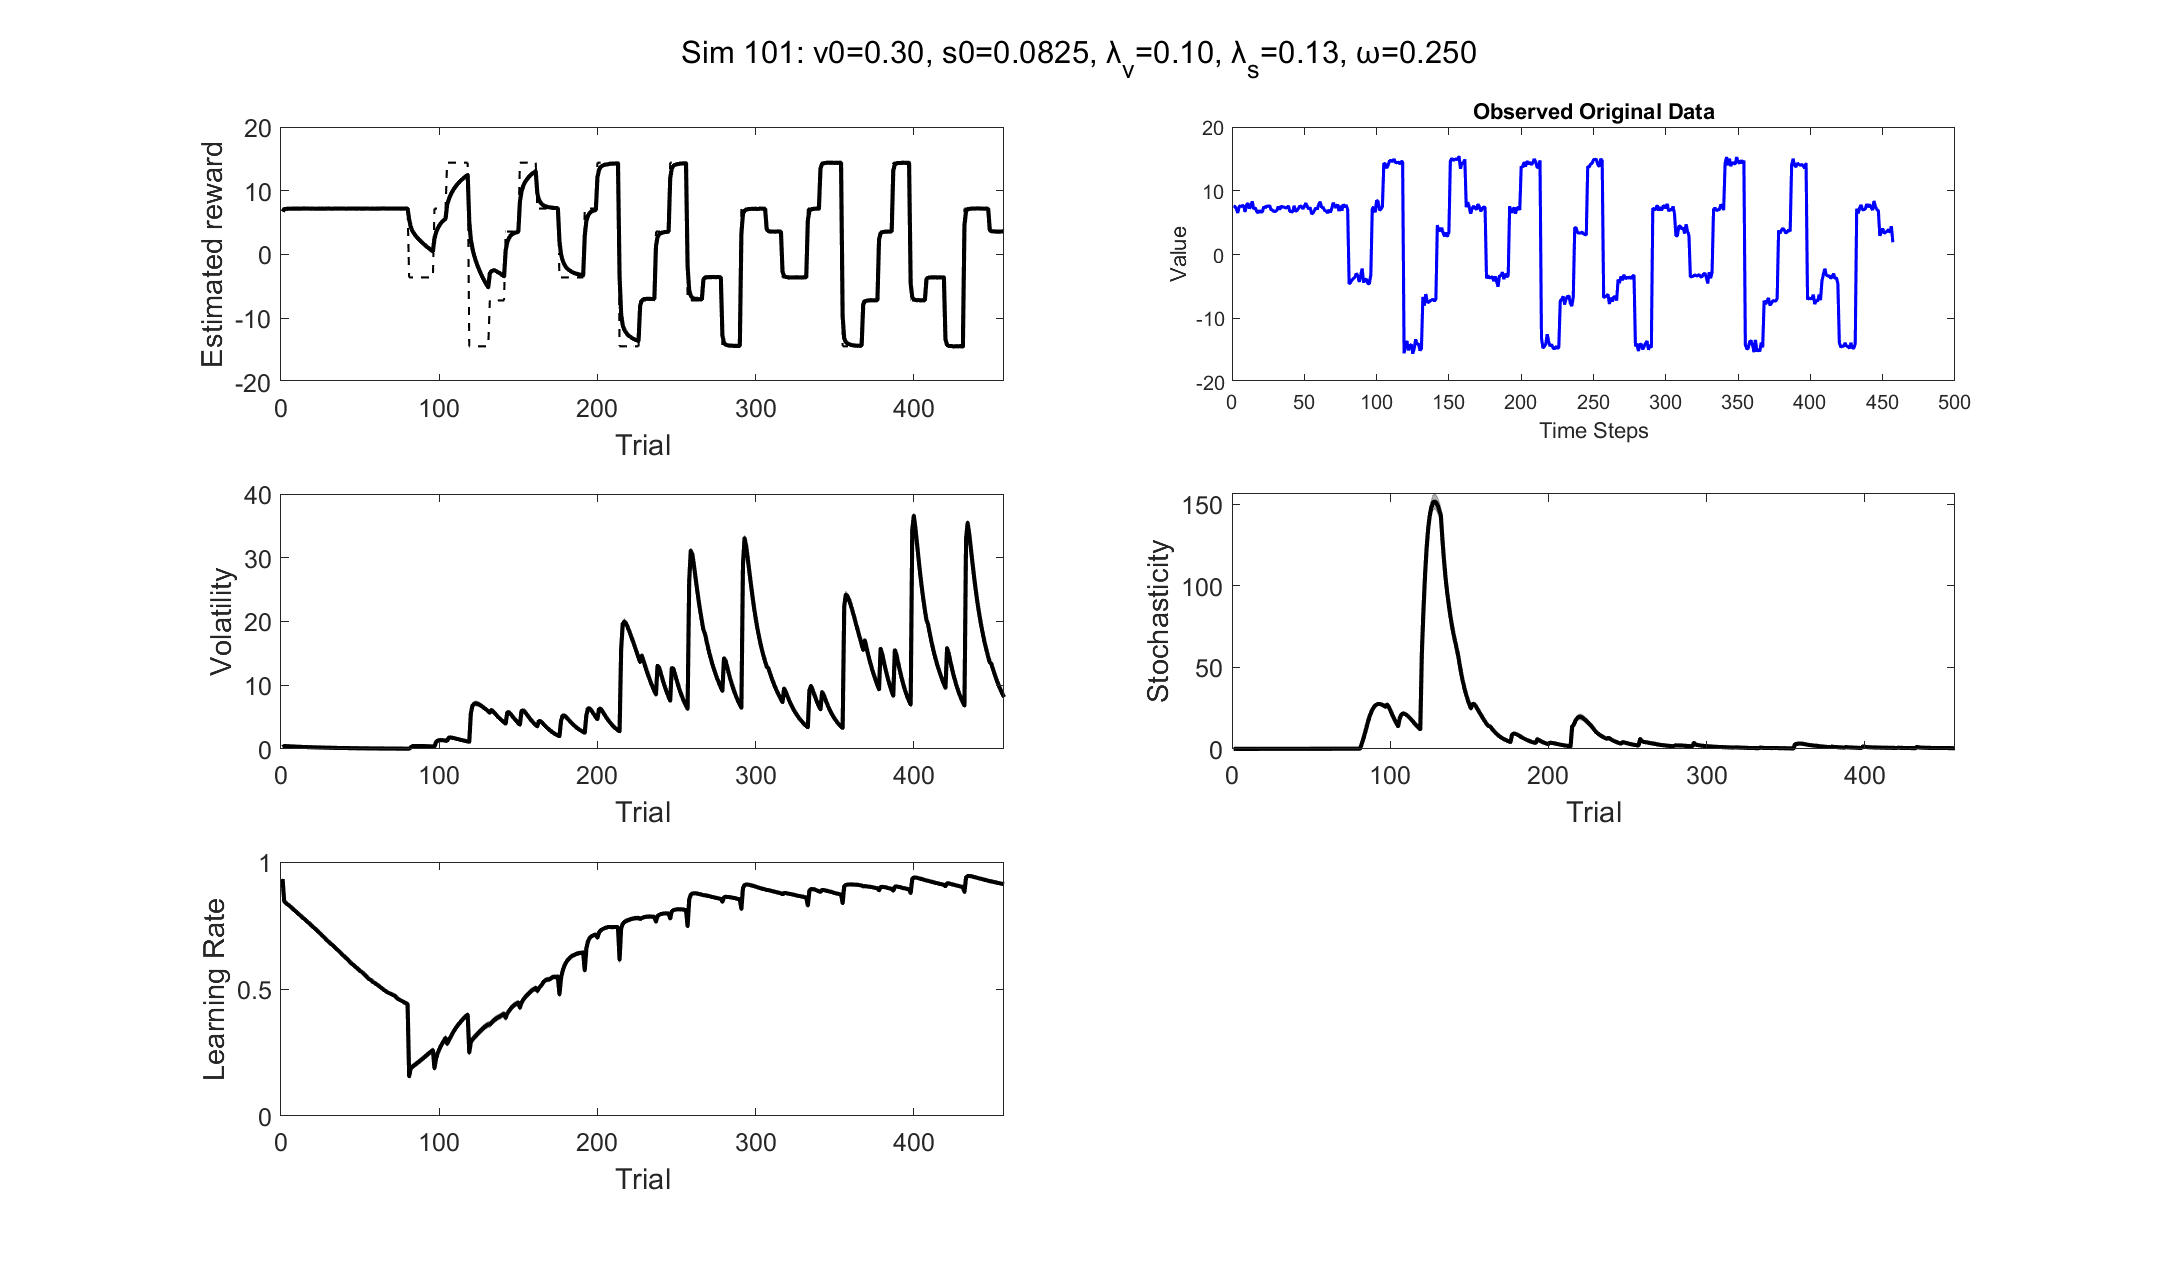 Sim 101: v0=0.30, s0=0.0825, λv=0.10, λs=0.13, ω=0.250
Estimated reward
20
10
0
-10
-20
0 100 200 300 400
Trial
Observed Original Data
Value
20
10
0
-10
-20
0 50 100 150 200 250 300 350 400 450 500
Time Steps
Volatility
40
30
20
10
0
0 100 200 300 400
Trial
Stochasticity
150
100
50
0
0 100 200 300 400
Trial
Learning Rate
1
0.5
0
0 100 200 300 400
Trial